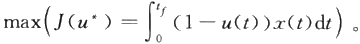 max(J(u*) = ∫₀^{t_f} (1 − u(t))x(t)dt) 。